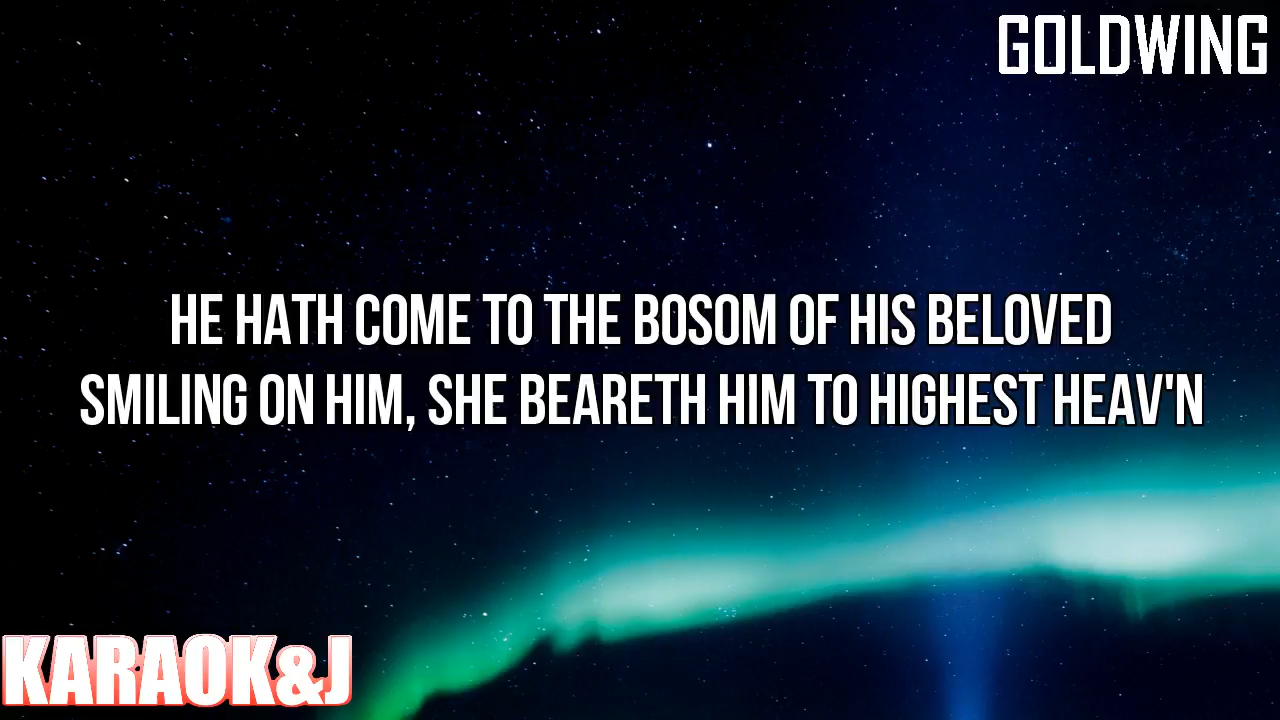 GOLDWING
HE HATH COME TO THE BOSOM OF HIS BELOVED
SMILING ON HIM, SHE BEARETH HIM TO HIGHEST HEAV'N
KARAOK&J